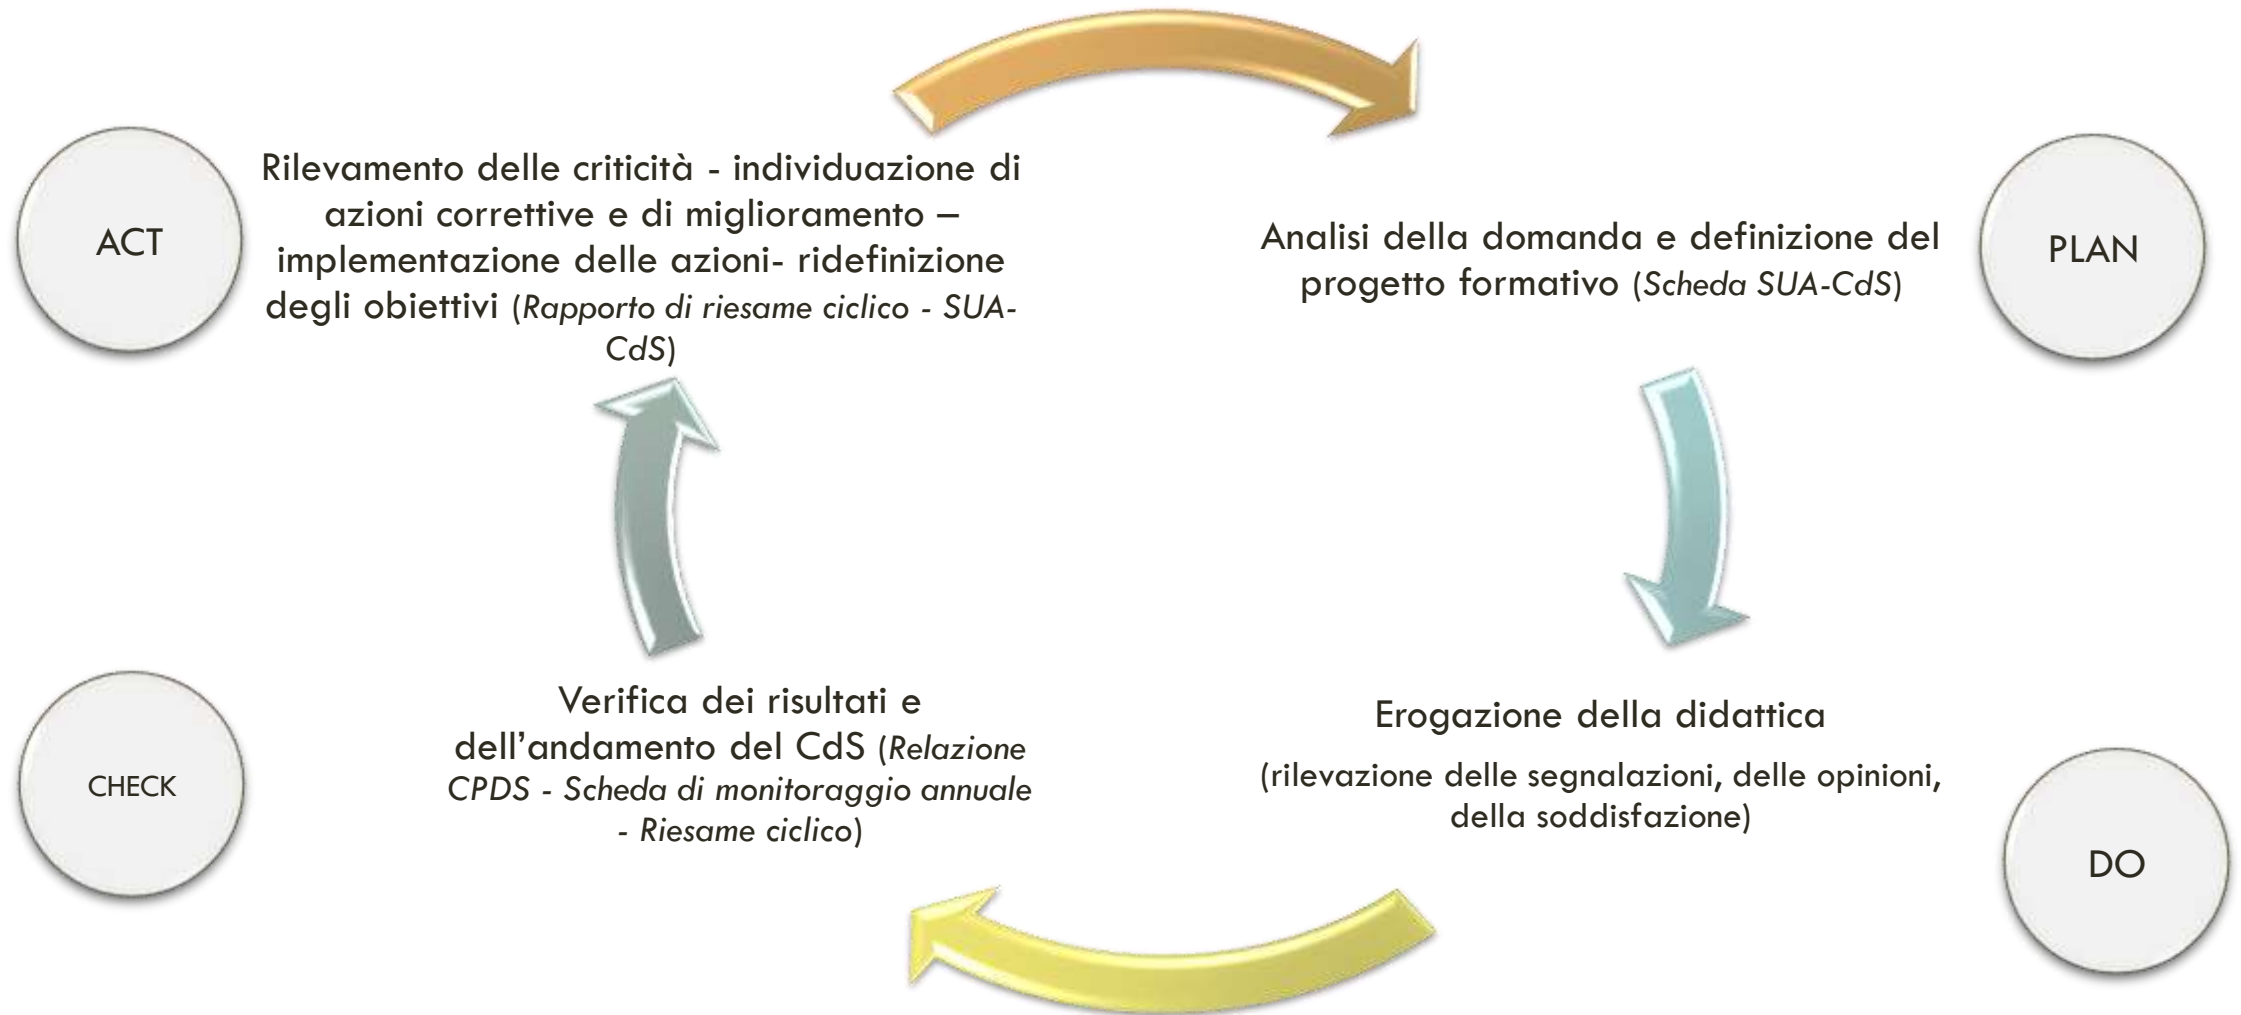 ACT
Rilevamento delle criticità - individuazione di
azioni correttive e di miglioramento –
implementazione delle azioni- ridefinizione
degli obiettivi (Rapporto di riesame ciclico - SUA-
CdS)
Analisi della domanda e definizione del
progetto formativo (Scheda SUA-CdS)
PLAN
CHECK
Verifica dei risultati e
dell’andamento del CdS (Relazione
CPDS - Scheda di monitoraggio annuale
- Riesame ciclico)
Erogazione della didattica
(rilevazione delle segnalazioni, delle opinioni,
della soddisfazione)
DO